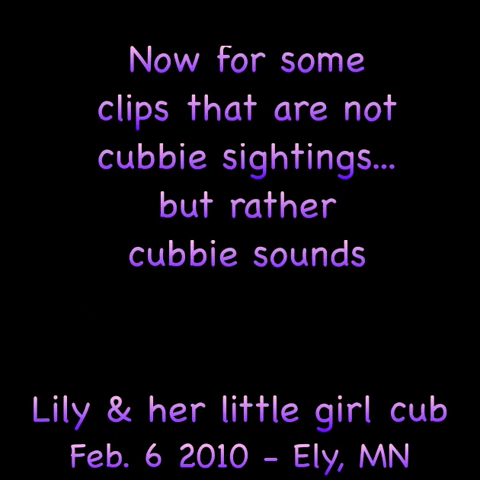 Now for some
clips that are not
cubbie sightings...
but rather
cubbie sounds
Lily & her little girl cub
Feb. 6 2010 - Ely, MN